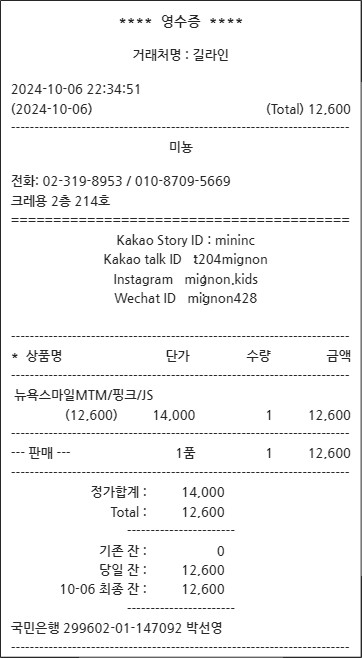 **** 영수증 ****
거래처명 : 길라인
2024-10-06 22:34:51
(2024-10-06) (Total) 12,600
미뇽
전화: 02-319-8953 / 010-8709-5669
크레용 2층 214호
========================================
Kakao Story ID : mininc
Kakao talk ID t204mignon
Instagram mignon.kids
Wechat ID mignon428
* 상품명 단가 수량 금액
뉴욕스마일MTM/핑크/JS
(12,600) 14,000 1 12,600
--- 판매 --- 1품 1 12,600
정가합계 : 14,000
Total : 12,600
기존 잔 : 0
당일 잔 : 12,600
10-06 최종 잔 : 12,600
국민은행 299602-01-147092 박선영